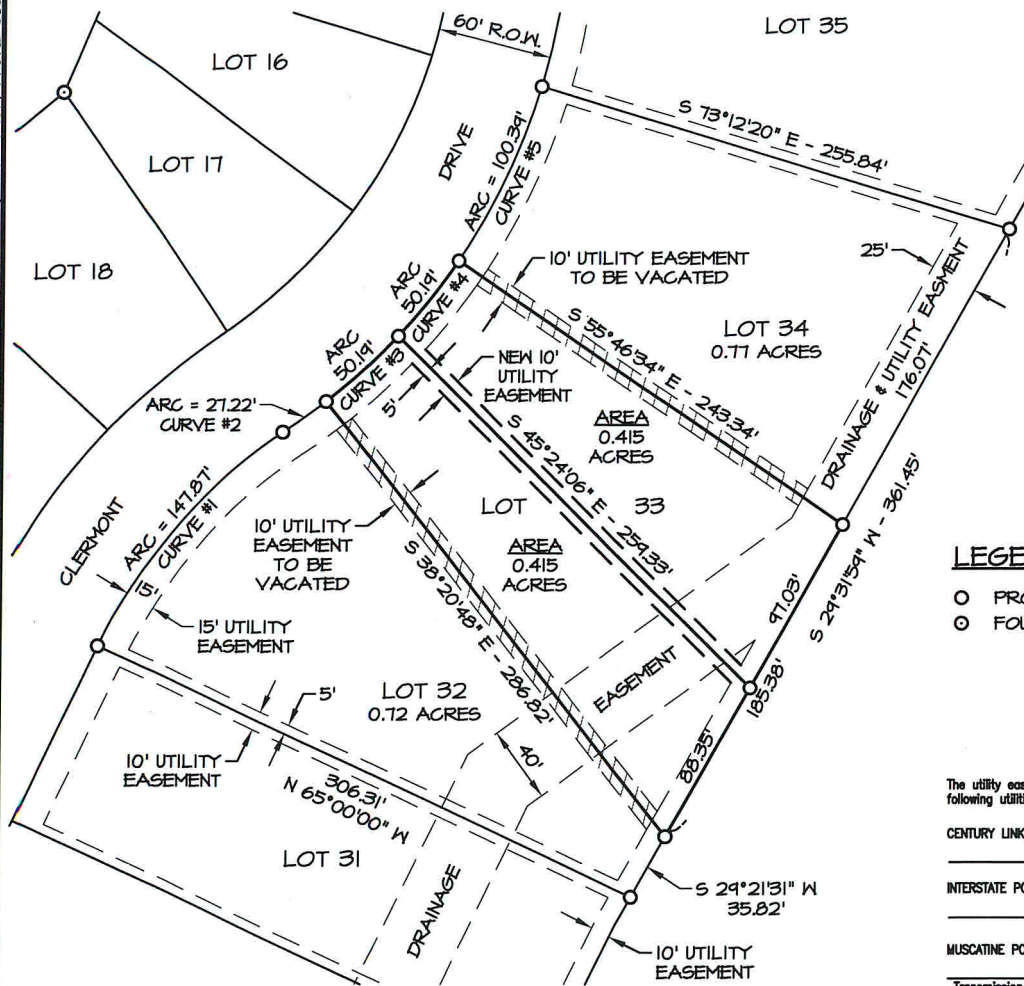 LOT 35
60' R.O.W.
LOT 16
S 73°12'20" E - 255.84'
DRIVE
ARC = 100.39'
CURVE #5
LOT 17
LOT 18
25'
DRAINAGE & UTILITY EASMENT
176.07'
10' UTILITY EASEMENT
TO BE VACATED
ARC
50.19'
CURVE #4
LOT 34
0.77 ACRES
S 55°46'34" E - 243.34'
ARC
50.19'
CURVE #3
NEW 10'
UTILITY
EASEMENT
5'
ARC = 27.22'
CURVE #2
AREA
0.415
ACRES
S 45°24'06" E - 259.33'
LOT 33
S 29°31'59" W - 361.45'
ARC = 147.87'
CURVE #1
CLERMONT
10' UTILITY
EASEMENT
TO BE
VACATED
AREA
0.415
ACRES
S 38°20'48" E - 286.82'
15'
15' UTILITY
EASEMENT
97.03'
185.38'
EASEMENT
LEGE
PRO
FOU
5'
LOT 32
0.72 ACRES
40'
88.35'
10' UTILITY
EASEMENT
306.31'
N 65°00'00" W
LOT 31
DRAINAGE
S 29°21'31" W
35.82'
10' UTILITY
EASEMENT
The utility eas
following utiliti
CENTURY LINK
INTERSTATE PO
MUSCATINE PO